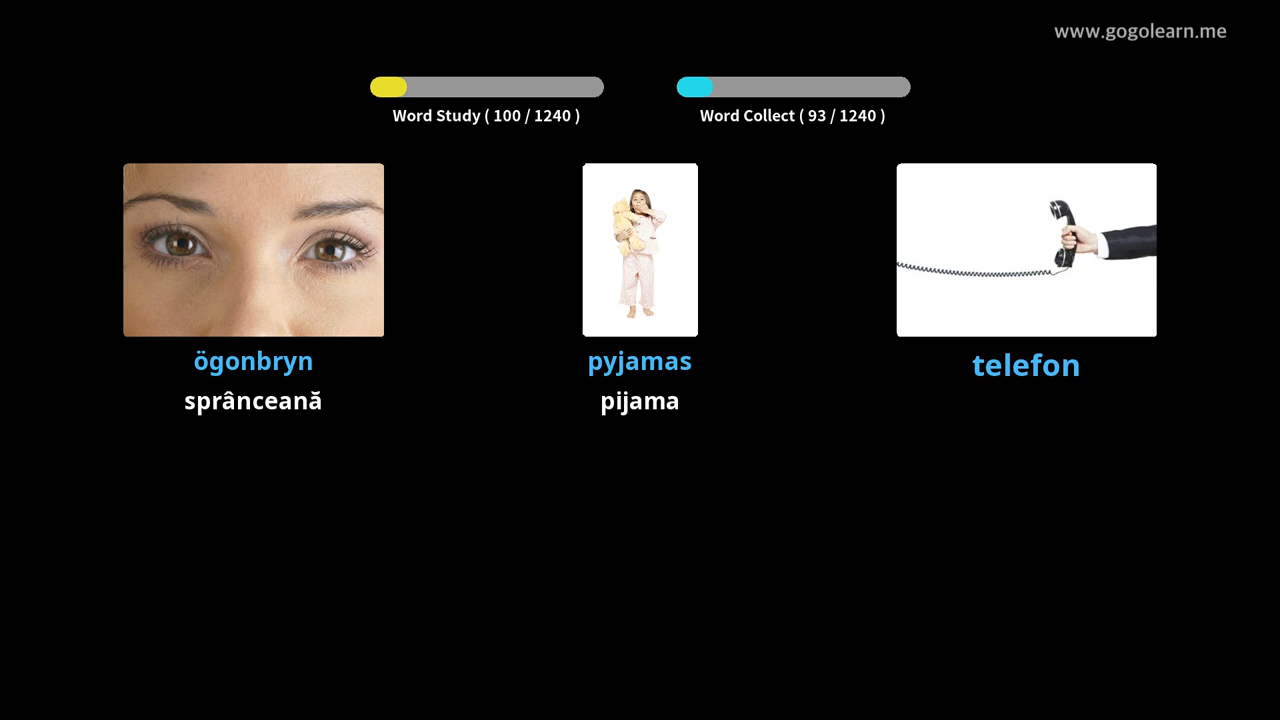 www.gogolearn.me
Word Study ( 100 / 1240 )
Word Collect ( 93 / 1240 )
ögonbryn
sprânceană
pyjamas
pijama
telefon